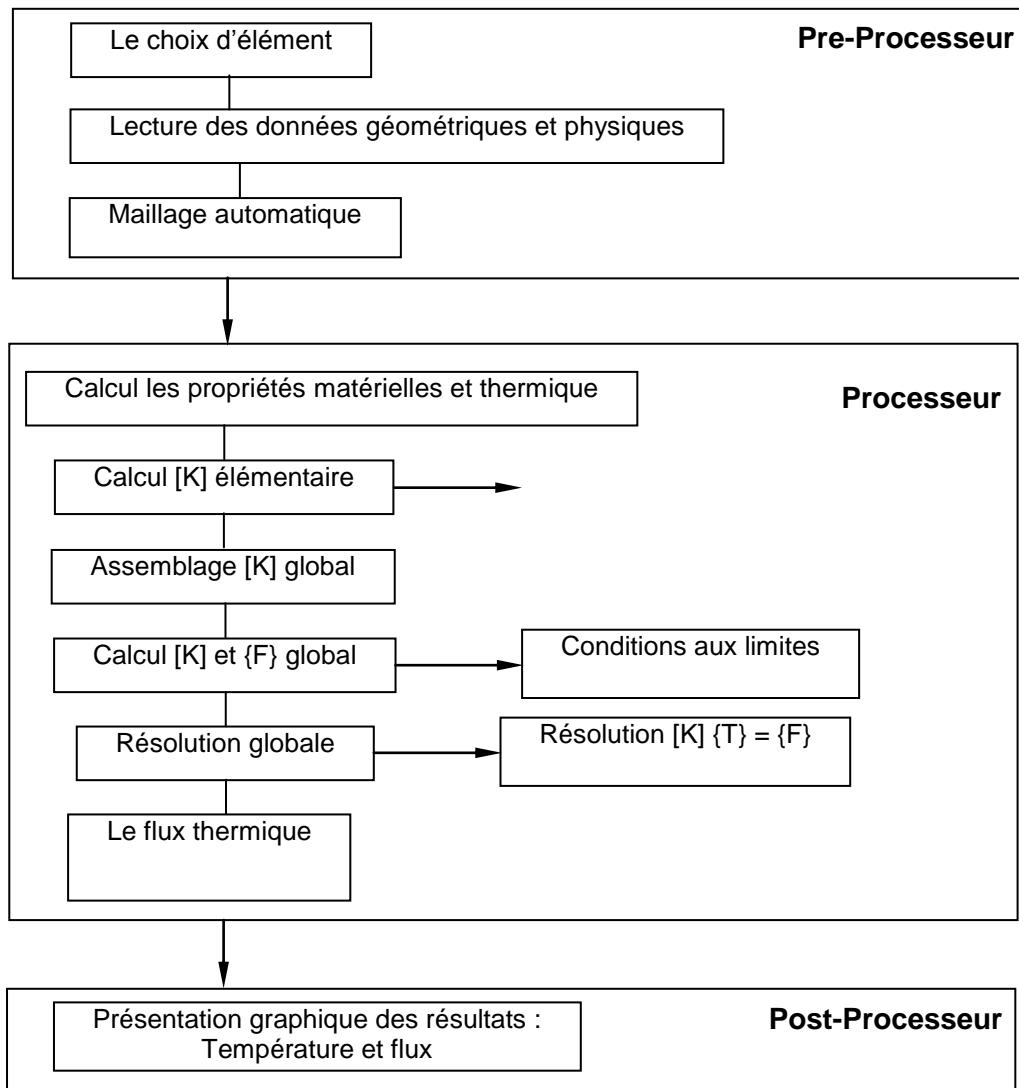 Pre-Processeur
Le choix d'élément
Lecture des données géométriques et physiques
Maillage automatique
Processeur
Calcul les propriétés matérielles et thermique
Calcul [K] élémentaire
Assemblage [K] global
Calcul [K] et {F} global
Conditions aux limites
Résolution globale
Résolution [K] {T} = {F}
Le flux thermique
Post-Processeur
Présentation graphique des résultats :
Température et flux